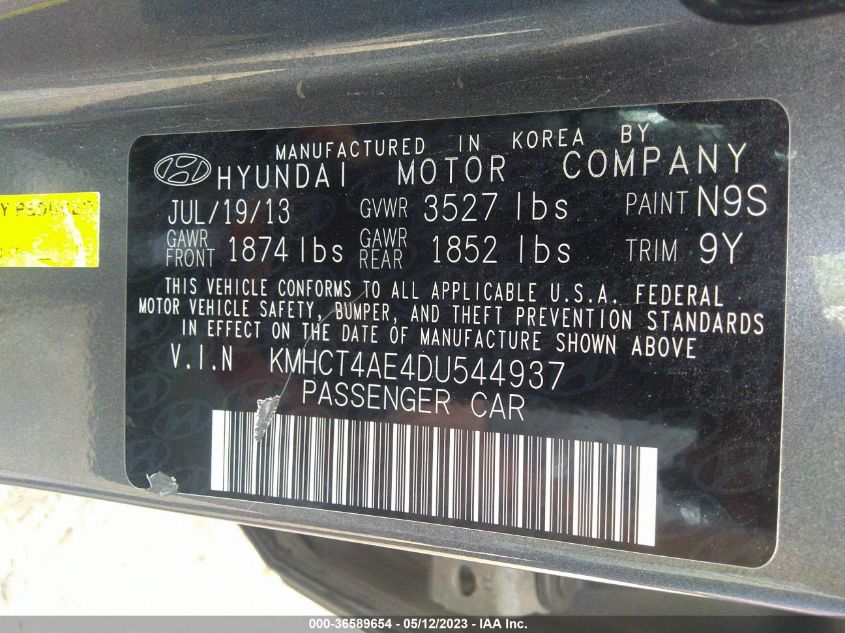 MANUFACTURED IN KOREA BY
HYUNDAI MOTOR COMPANY
JUL/19/13 GVWR 3527 lbs PAINT N9S
GAWR FRONT 1874 lbs GAWR REAR 1852 lbs TRIM 9Y
THIS VEHICLE CONFORMS TO ALL APPLICABLE U.S.A. FEDERAL
MOTOR VEHICLE SAFETY, BUMPER, AND THEFT PREVENTION STANDARDS
IN EFFECT ON THE DATE OF MANUFACTURE SHOWN ABOVE
V.I.N KMHCT4AE4DU544937
PASSENGER CAR
000-36589654 - 05/12/2023 - IAA Inc.